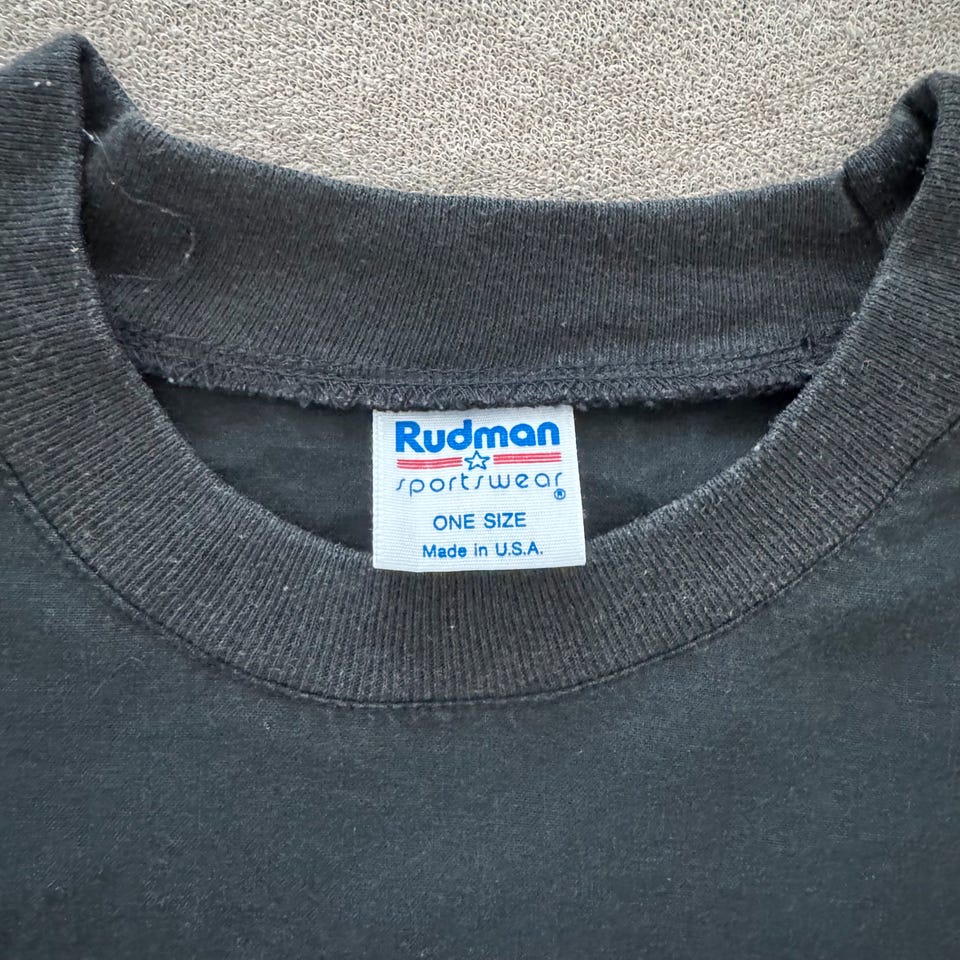 Rudman
sportswear®
ONE SIZE
Made in U.S.A.